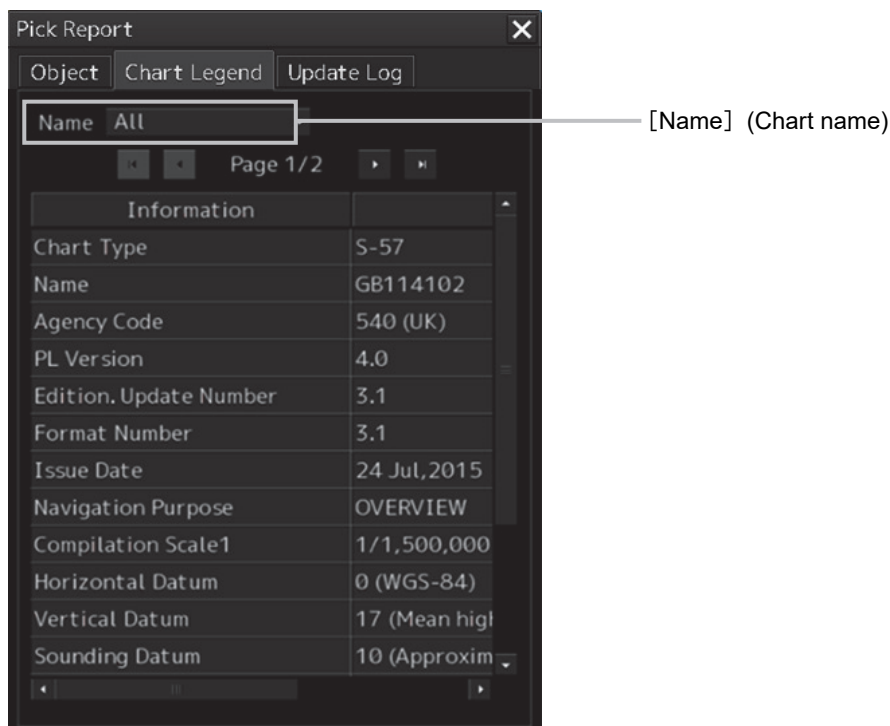 Pick Report
Object Chart Legend Update Log
Name All
[Name] (Chart name)
Page 1/2
Information
Chart Type S-57
Name GB114102
Agency Code 540 (UK)
PL Version 4.0
Edition. Update Number 3.1
Format Number 3.1
Issue Date 24 Jul,2015
Navigation Purpose OVERVIEW
Compilation Scale1 1/1,500,000
Horizontal Datum 0 (WGS-84)
Vertical Datum 17 (Mean high
Sounding Datum 10 (Approxim